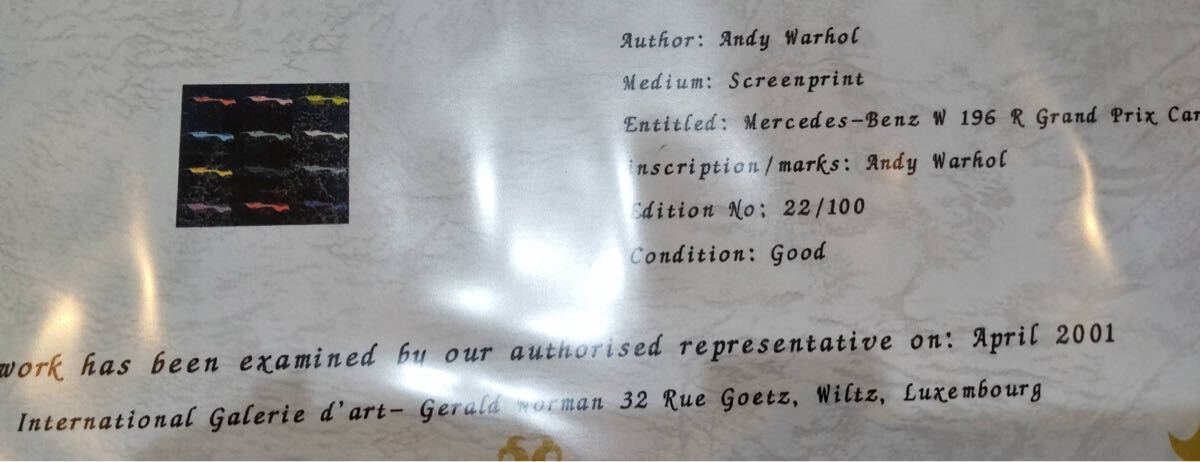 Author: Andy Warhol
Medium: Screenprint
Entitled: Mercedes-Benz W 196 R Grand Prix Car
inscription/marks: Andy Warhol
Edition No: 22/100
Condition: Good
work has been examined by our authorised representative on: April 2001
International Galerie d'art- Gerald Norman 32 Rue Goetz, Wiltz, Luxembourg